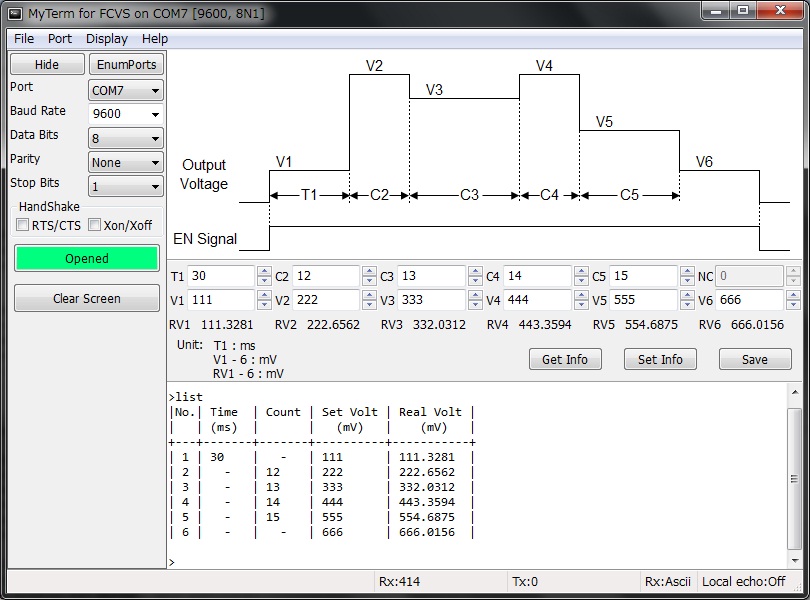 MyTerm for FCVS on COM7 [9600, 8N1]
File Port Display Help
Hide EnumPorts
Port COM7
Baud Rate 9600
Data Bits 8
Parity None
Stop Bits 1
HandShake
RTS/CTS Xon/Xoff
Opened
Clear Screen
V2 V4
V3
V5
V1 V6
Output
Voltage
T1 C2 C3 C4 C5
EN Signal
T1 30 C2 12 C3 13 C4 14 C5 15 NC 0
V1 111 V2 222 V3 333 V4 444 V5 555 V6 666
RV1 111.3281 RV2 222.6562 RV3 332.0312 RV4 443.3594 RV5 554.6875 RV6 666.0156
Unit: T1 : ms
V1 - 6 : mV
RV1 - 6 : mV
Get Info Set Info Save
>list
|No.| Time | Count | Set Volt | Real Volt |
| | (ms) | | (mV) | (mV) |
+---+-------+-------+----------+-----------+
| 1 | 30 | - | 111 | 111.3281 |
| 2 | - | 12 | 222 | 222.6562 |
| 3 | - | 13 | 333 | 332.0312 |
| 4 | - | 14 | 444 | 443.3594 |
| 5 | - | 15 | 555 | 554.6875 |
| 6 | - | - | 666 | 666.0156 |
>
Rx:414 Tx:0 Rx:Ascii Local echo:Off